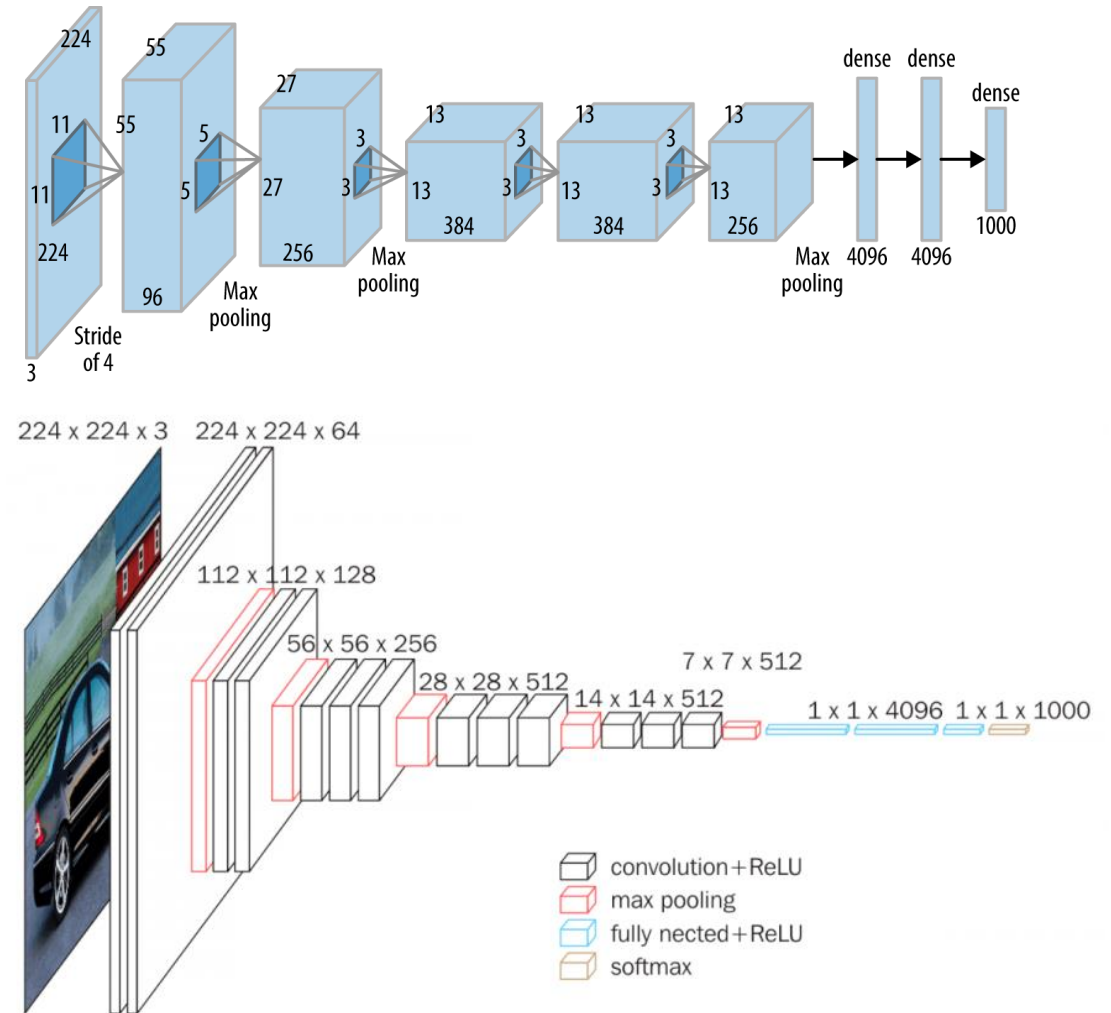 224
55
27
13
13
13
dense
dense
dense
11
55
5
3
3
3
11
5
27
3
13
3
13
3
13
224
96
256
384
384
256
4096
4096
1000
3
Stride
of 4
Max
pooling
Max
pooling
Max
pooling
224 x 224 x 3
224 x 224 x 64
112 x 112 x 128
56 x 56 x 256
28 x 28 x 512
14 x 14 x 512
7 x 7 x 512
1 x 1 x 4096
1 x 1 x 1000
convolution+ReLU
max pooling
fully nected+ReLU
softmax